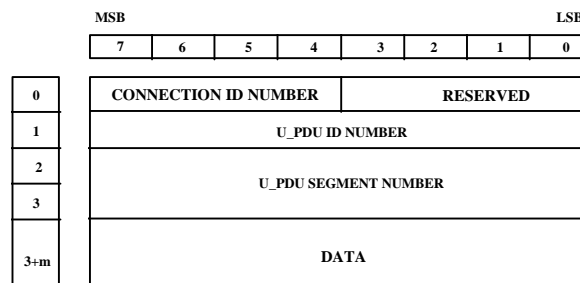 MSB LSB
7 6 5 4 3 2 1 0
0 CONNECTION ID NUMBER RESERVED
1 U_PDU ID NUMBER
2
U_PDU SEGMENT NUMBER
3
3+m DATA